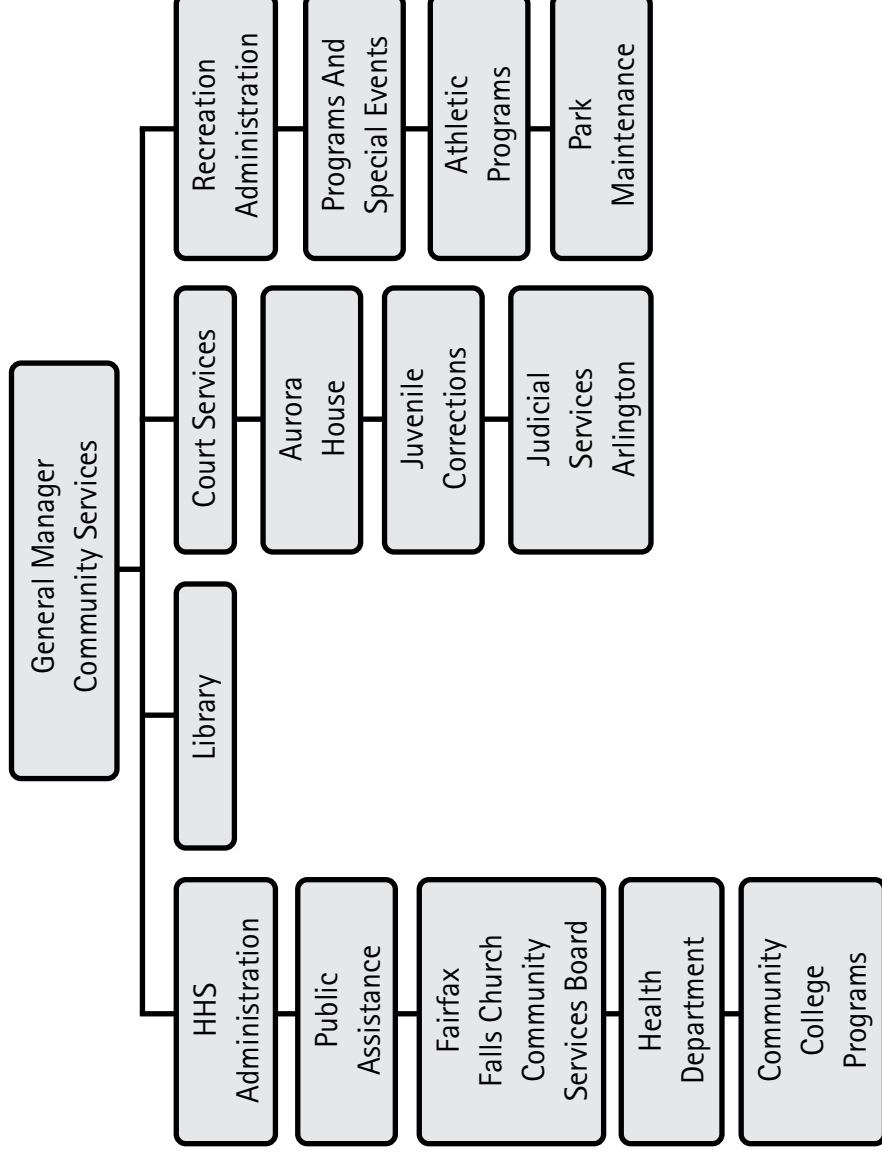 General Manager
Community Services
HHS
Administration
Public
Assistance
Fairfax
Falls Church
Community
Services Board
Health
Department
Community
College
Programs
Library
Court Services
Aurora
House
Juvenile
Corrections
Judicial
Services
Arlington
Recreation
Administration
Programs And
Special Events
Athletic
Programs
Park
Maintenance